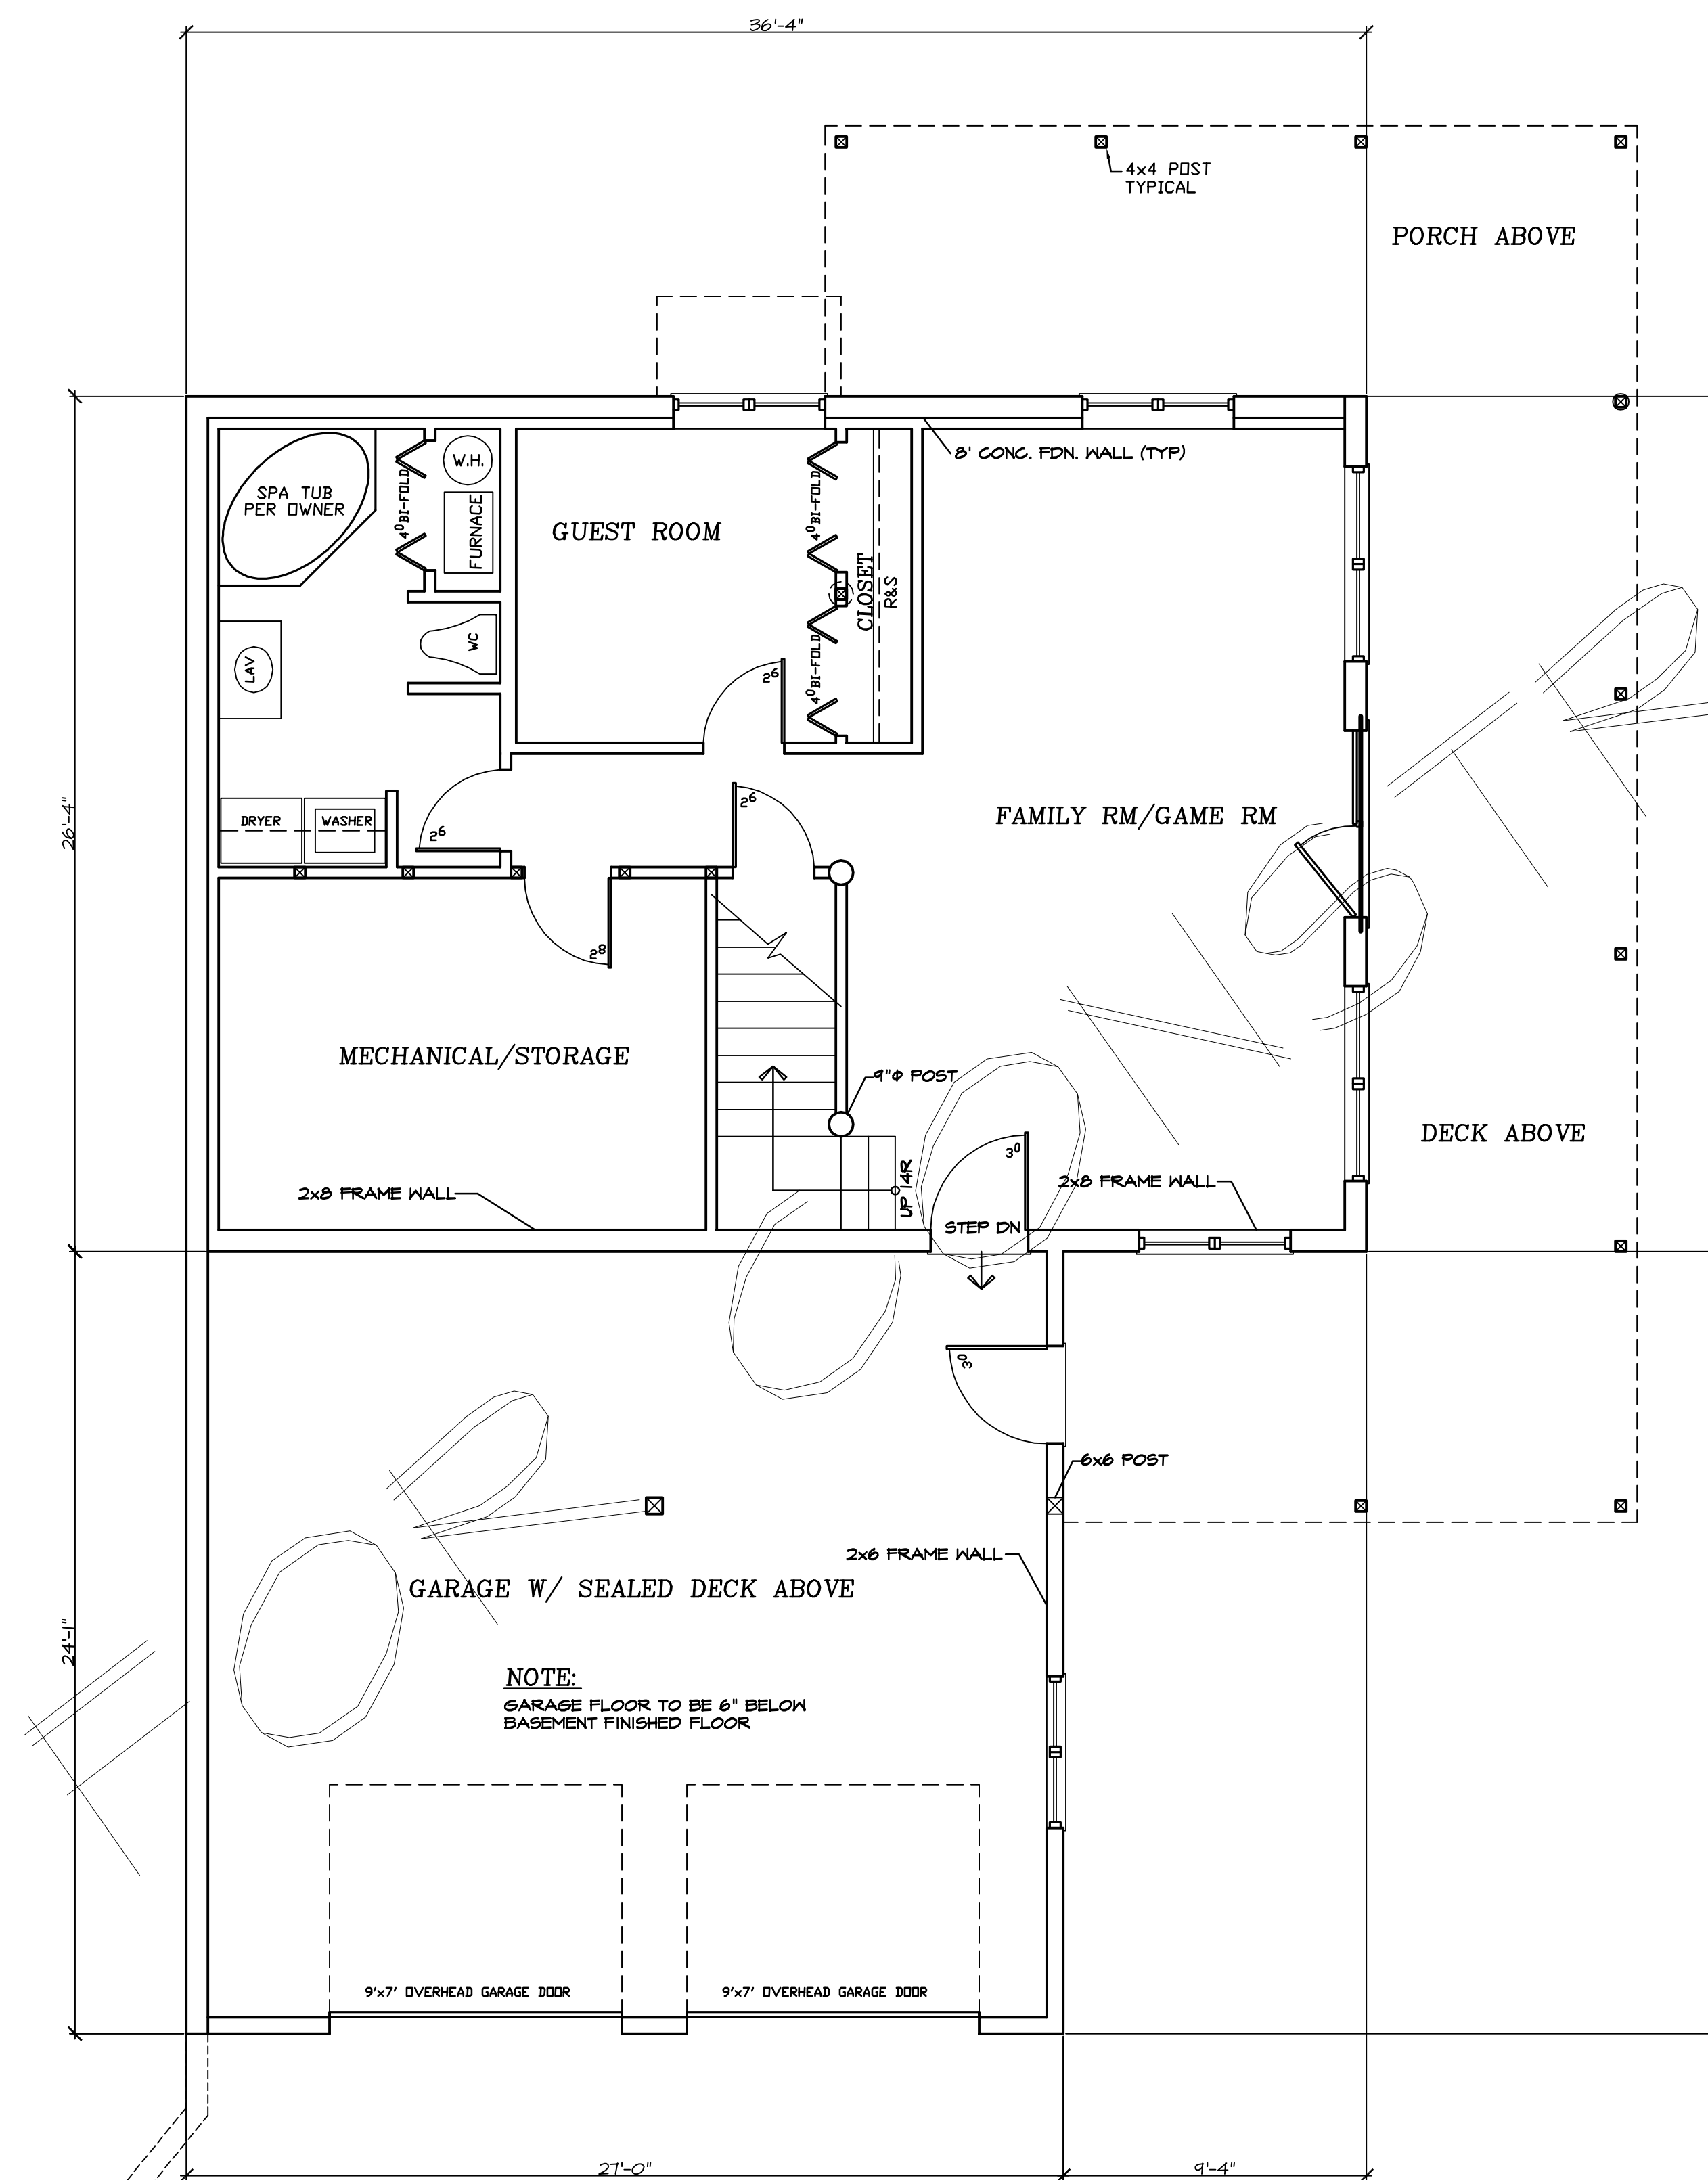 36'-4"
4x4 POST
TYPICAL
PORCH ABOVE
8' CONC. FDN. WALL (TYP)
SPA TUB
PER OWNER
4⁰BI-FOLD
W.H.
FURNACE
GUEST ROOM
4⁰BI-FOLD
CLOSET
R&S
4⁰BI-FOLD
WC
LAV
2⁶
26'-4"
DRYER
WASHER
2⁶
2⁶
FAMILY RM/GAME RM
2⁸
MECHANICAL/STORAGE
9"Φ POST
DECK ABOVE
3⁰
2x8 FRAME WALL
UP 14R
2x8 FRAME WALL
STEP DN
3⁰
6x6 POST
2x6 FRAME WALL
GARAGE W/ SEALED DECK ABOVE
24'-1"
NOTE:
GARAGE FLOOR TO BE 6" BELOW
BASEMENT FINISHED FLOOR
9'x7' OVERHEAD GARAGE DOOR
9'x7' OVERHEAD GARAGE DOOR
27'-0"
9'-4"